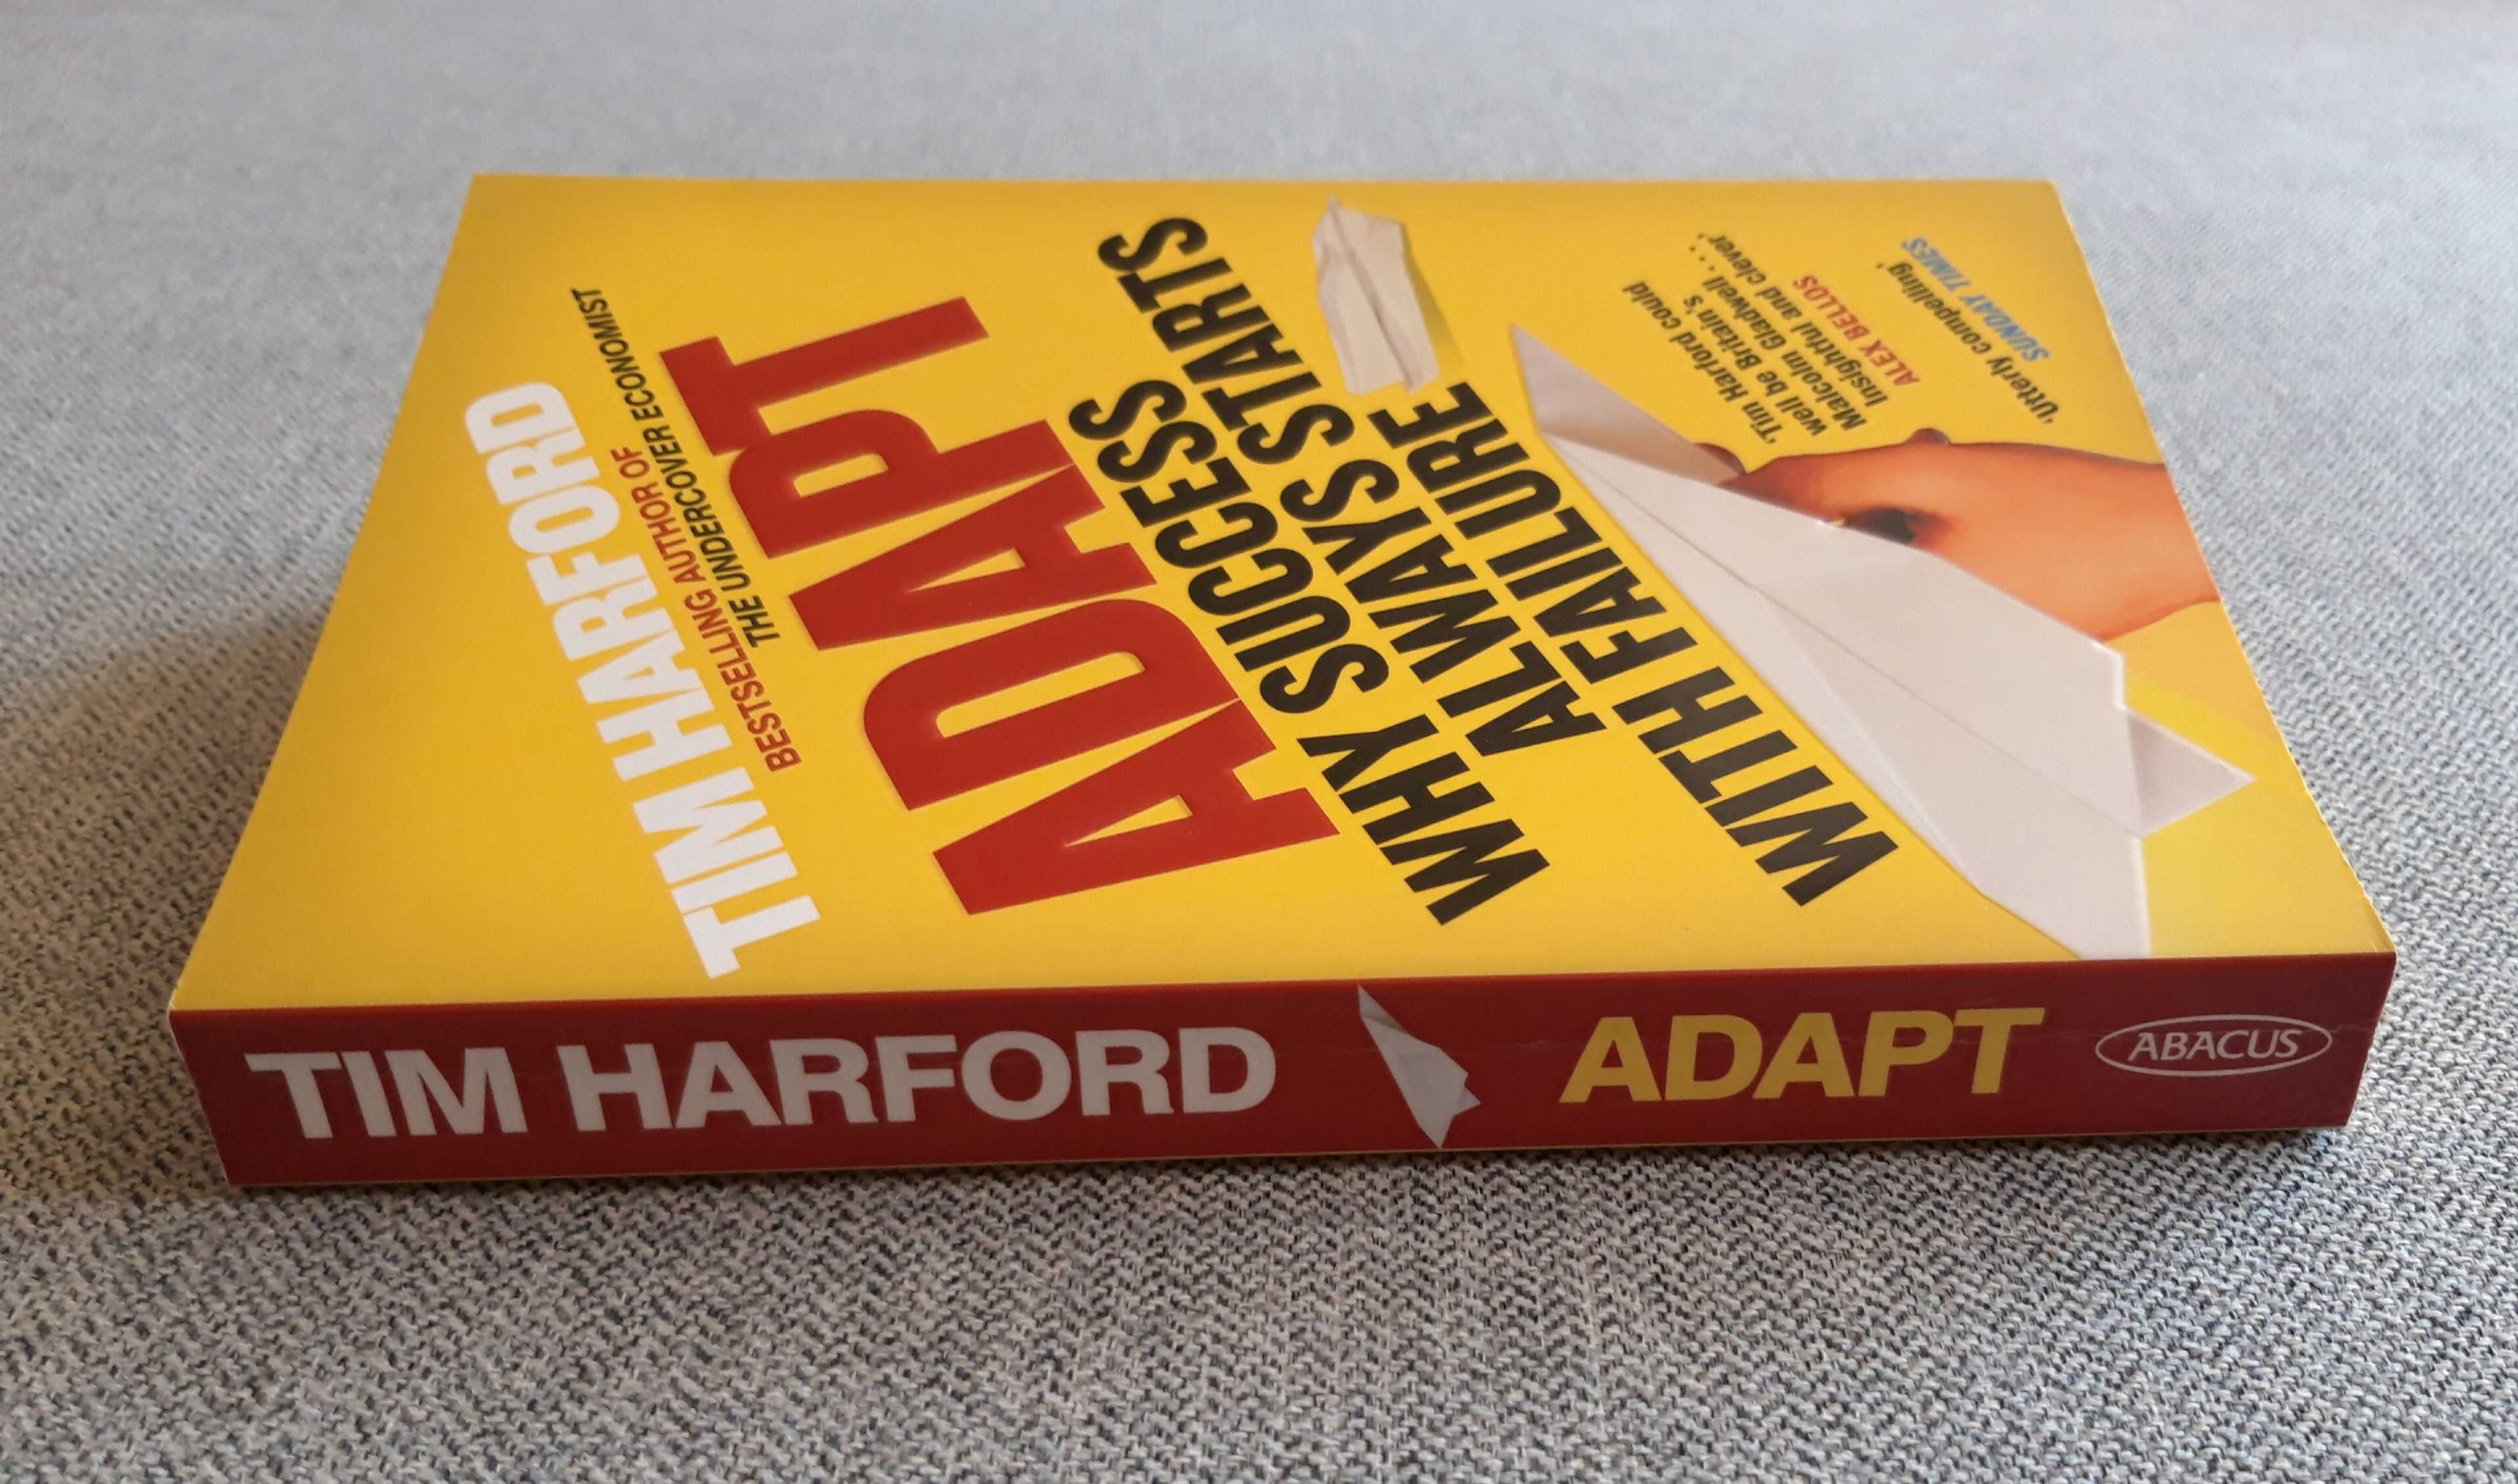 TIM HARFORD
BESTSELLING AUTHOR OF
THE UNDERCOVER ECONOMIST
ADAPT
WHY SUCCESS
ALWAYS STARTS
WITH FAILURE
'Tim Harford could
well be Britain's
Malcolm Gladwell . . .
Insightful and clever'
ALEX BELLOS
'Utterly compelling'
SUNDAY TIMES
TIM HARFORD ADAPT ABACUS